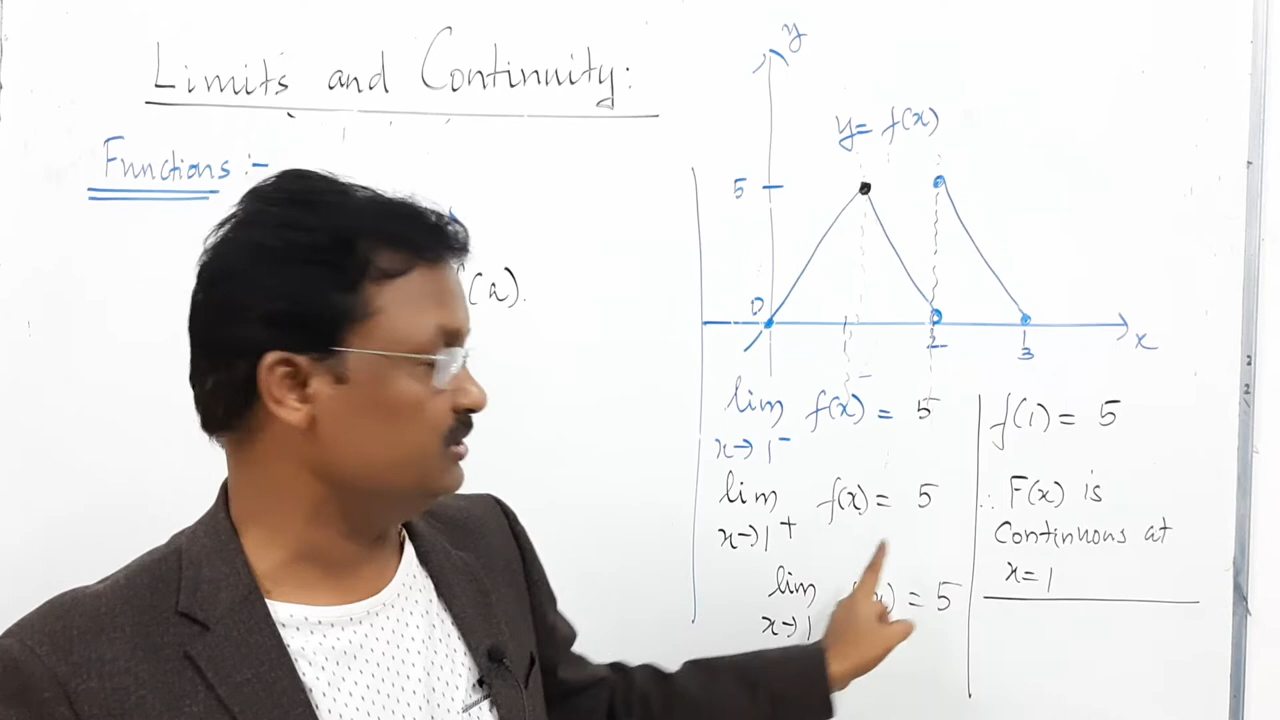 Limits and Continuity:
Functions :-
(a).
y
y = f(x)
5
0
2
3
x
lim f(x) = 5
x→1⁻
lim f(x) = 5
x→1⁺
lim = 5
x→1
f(1) = 5
∴ F(x) is
Continuous at
x=1